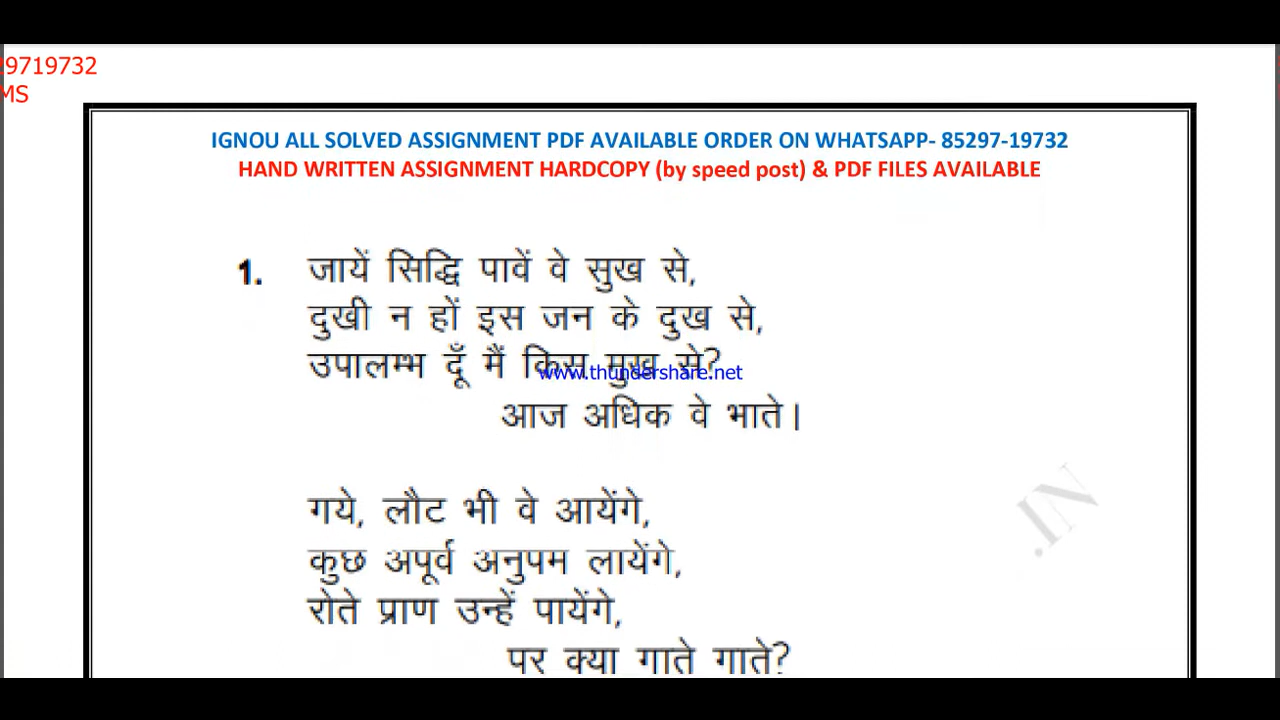 29719732
MS
IGNOU ALL SOLVED ASSIGNMENT PDF AVAILABLE ORDER ON WHATSAPP- 85297-19732
HAND WRITTEN ASSIGNMENT HARDCOPY (by speed post) & PDF FILES AVAILABLE
1. जायें सिद्धि पावें वे सुख से,
दुखी न हों इस जन के दुख से,
उपालम्भ दूँ मैं किस मुख से?
www.thundershare.net
आज अधिक वे भाते।
गये, लौट भी वे आयेंगे,
कुछ अपूर्व अनुपम लायेंगे,
रोते प्राण उन्हें पायेंगे,
पर क्या गाते गाते?
.IN